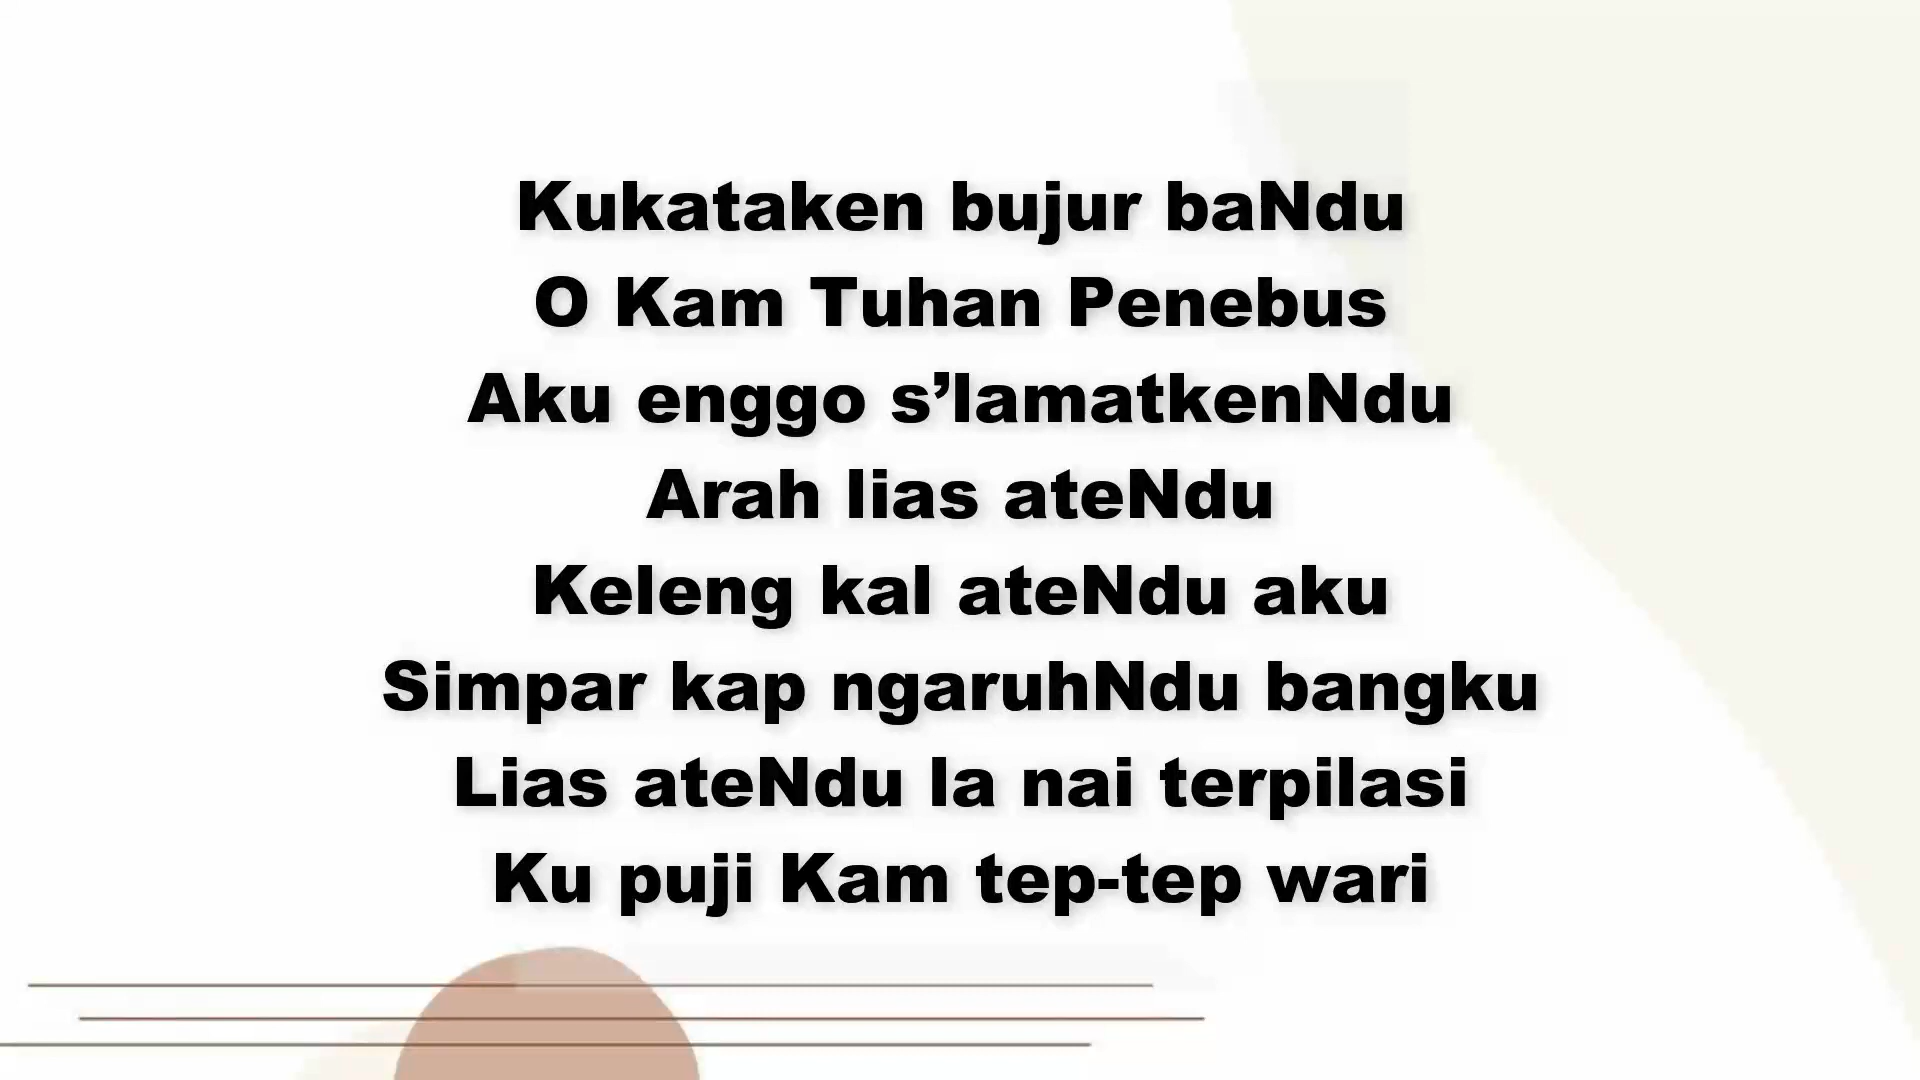 Kukataken bujur baNdu
O Kam Tuhan Penebus
Aku enggo s’lamatkenNdu
Arah lias ateNdu
Keleng kal ateNdu aku
Simpar kap ngaruhNdu bangku
Lias ateNdu la nai terpilasi
Ku puji Kam tep-tep wari